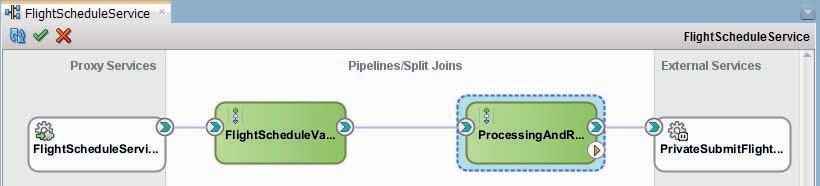 FlightScheduleService
FlightScheduleService
Proxy Services
Pipelines/Split Joins
External Services
FlightScheduleServi...
FlightScheduleVa...
ProcessingAndR...
PrivateSubmitFlight...